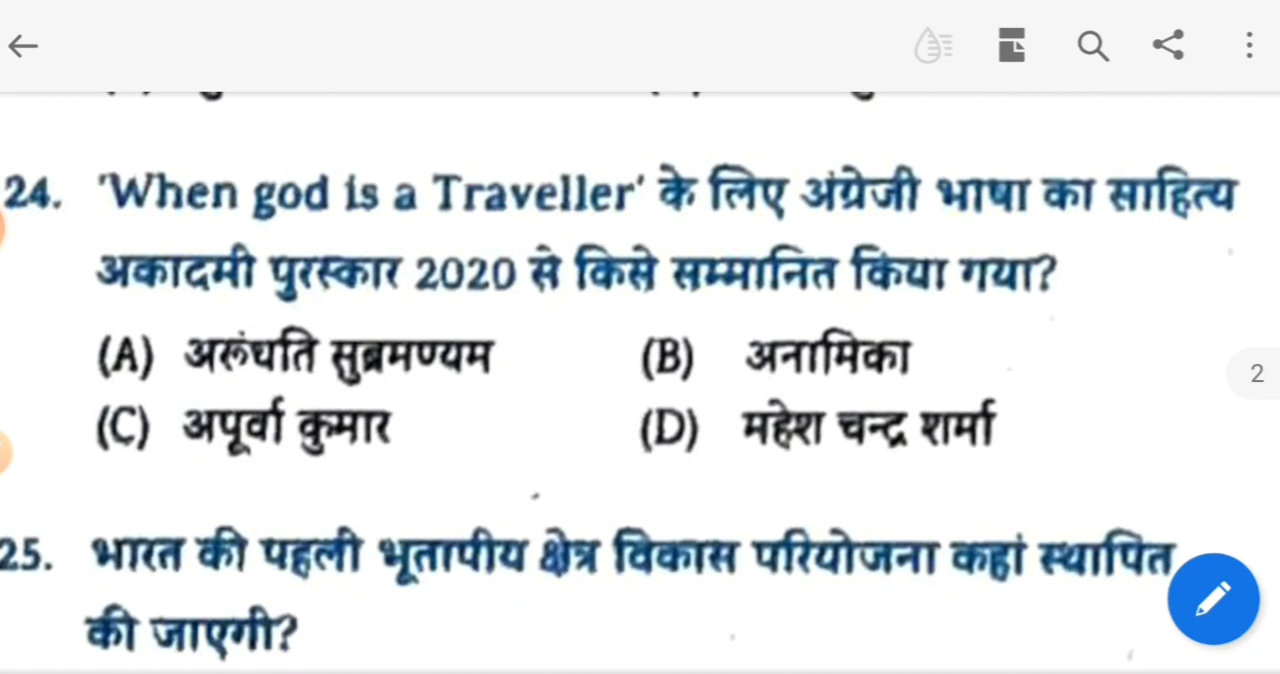 24. 'When god is a Traveller' के लिए अंग्रेजी भाषा का साहित्य
अकादमी पुरस्कार 2020 से किसे सम्मानित किया गया?
(A) अरूंधति सुब्रमण्यम (B) अनामिका
(C) अपूर्वा कुमार (D) महेश चन्द्र शर्मा
2
25. भारत की पहली भूतापीय क्षेत्र विकास परियोजना कहां स्थापित
की जाएगी?